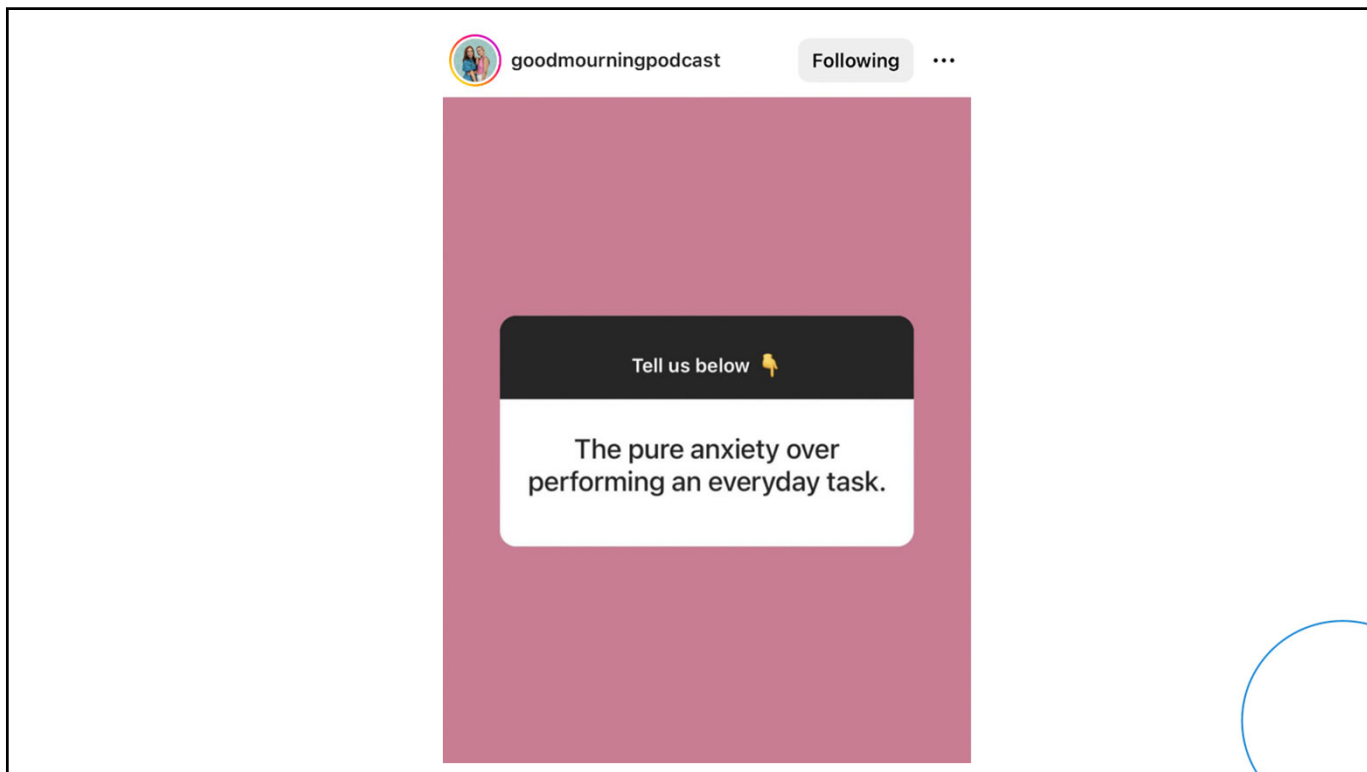 goodmourningpodcast Following ...
Tell us below 👇
The pure anxiety over
performing an everyday task.